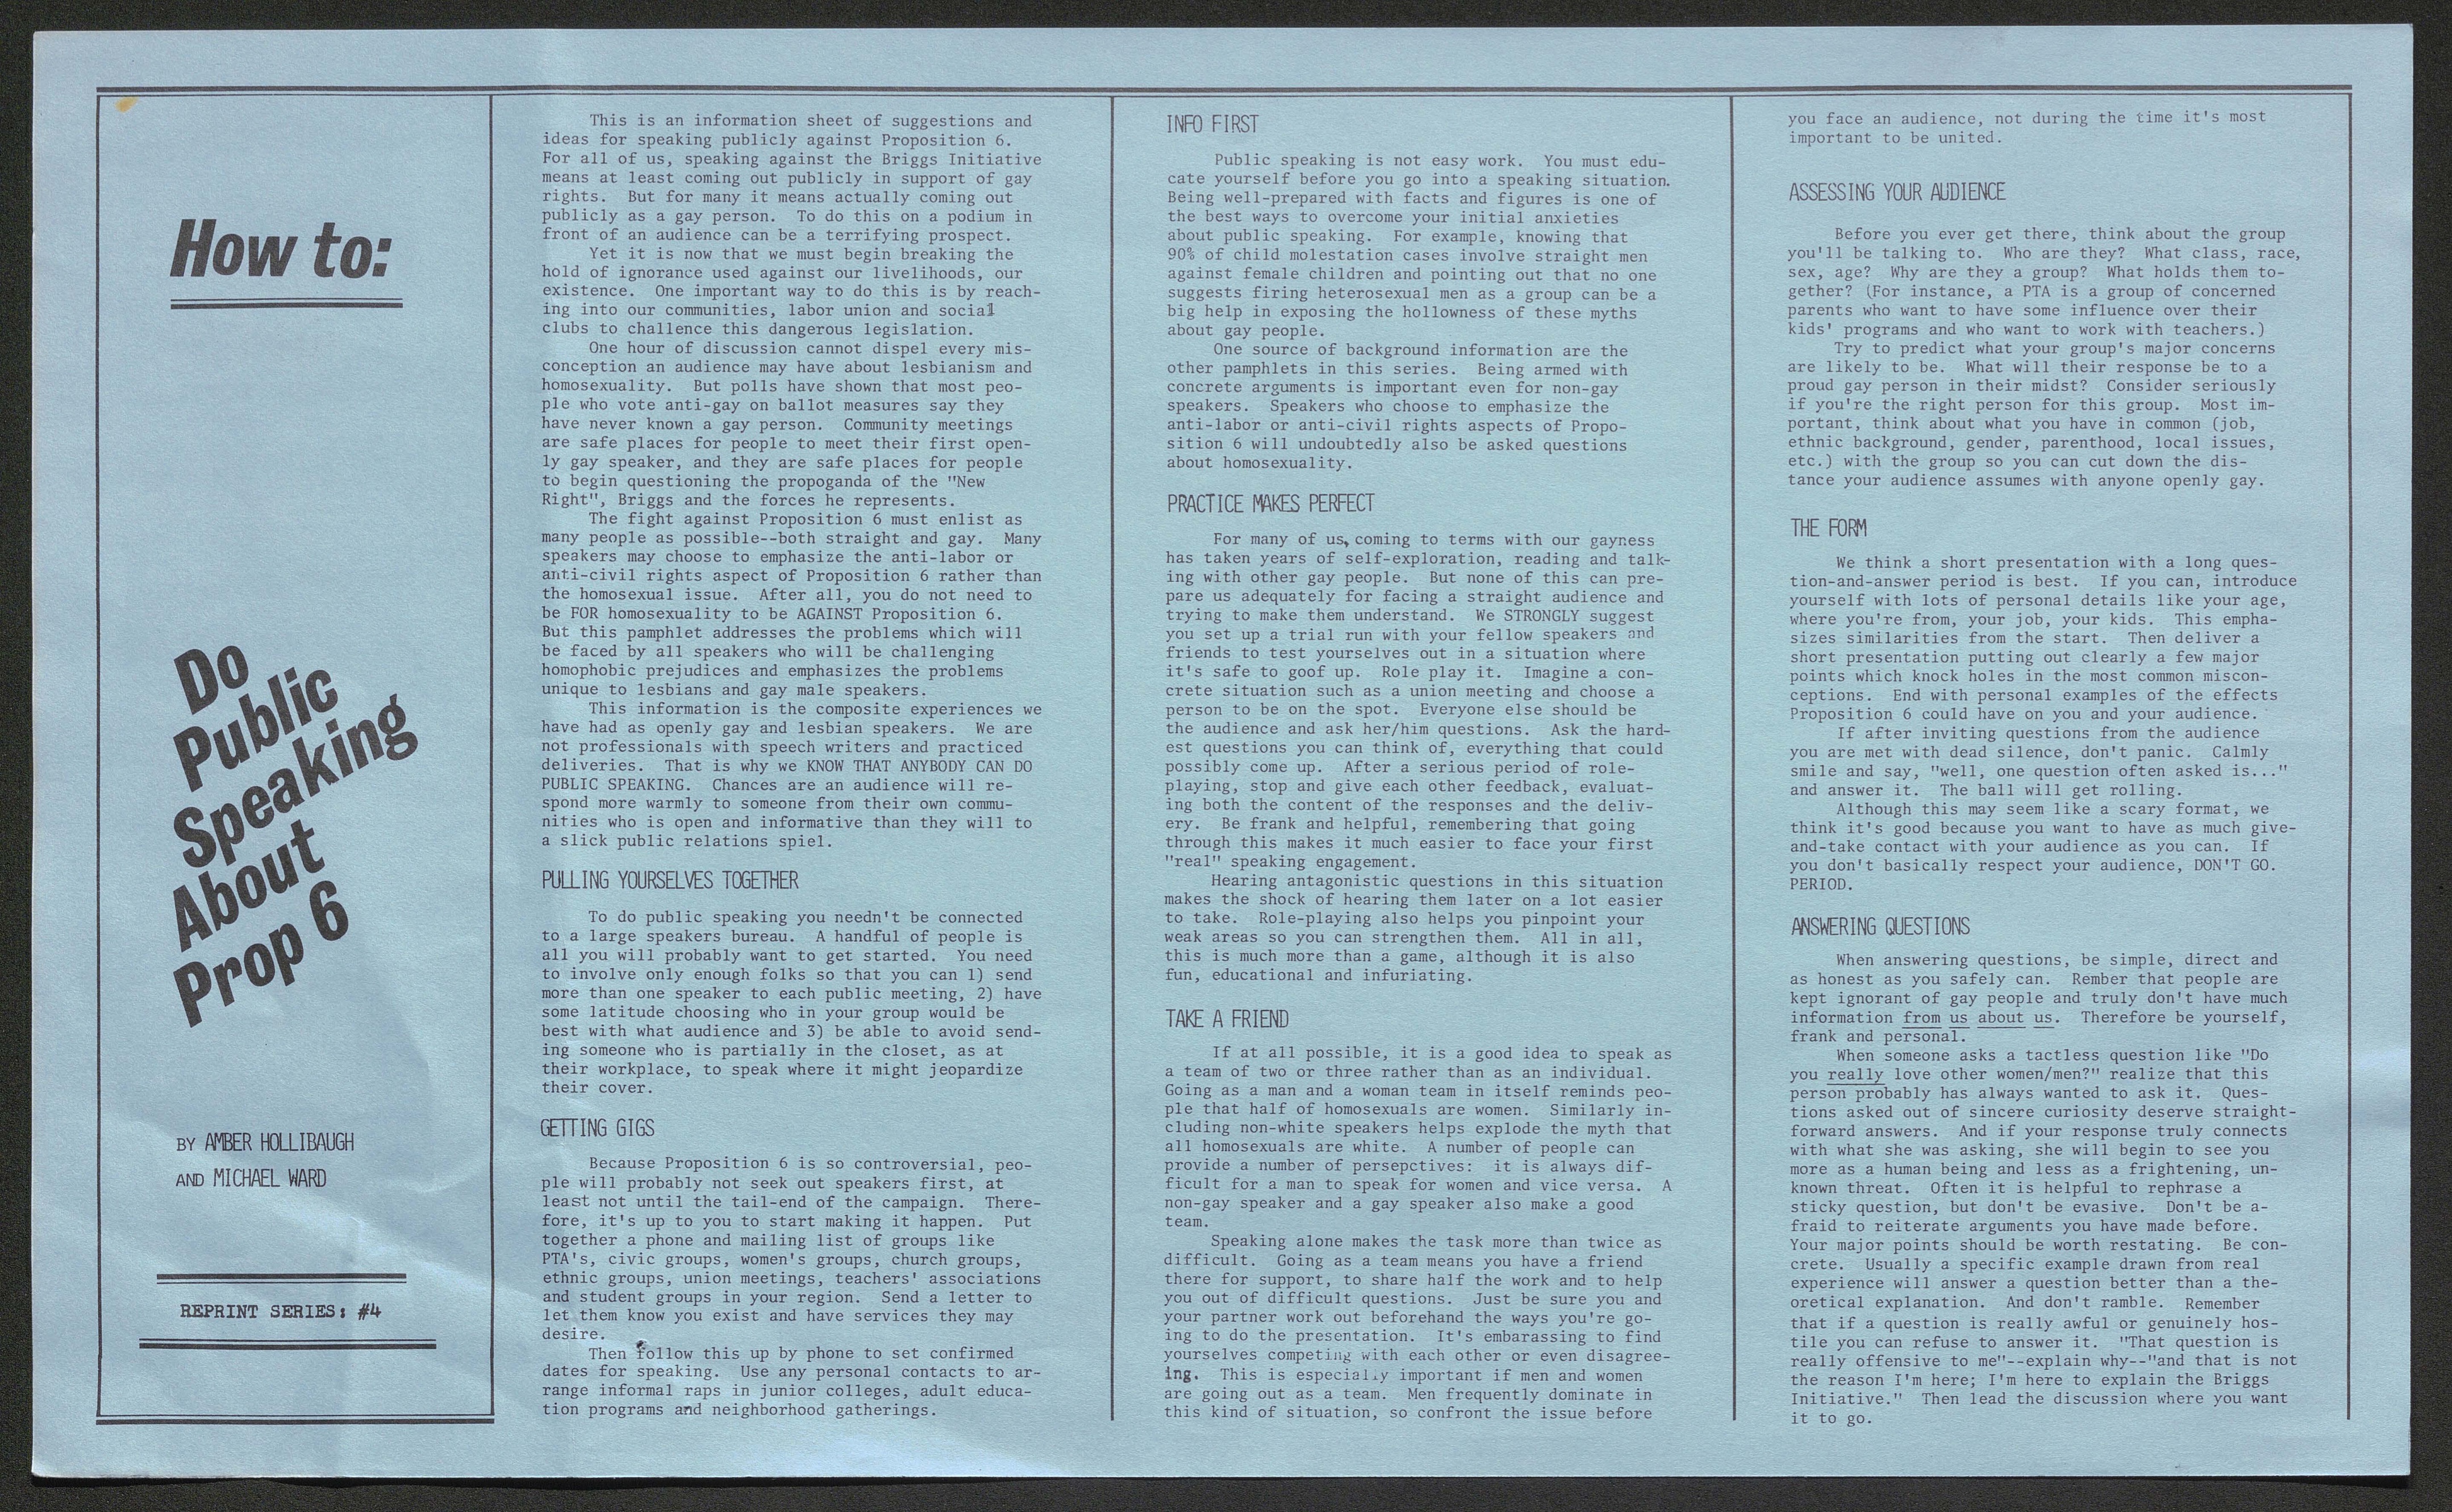 How to:
Do
Public
Speaking
About
Prop 6
BY AMBER HOLLIBAUGH
AND MICHAEL WARD
REPRINT SERIES: #4
This is an information sheet of suggestions and
ideas for speaking publicly against Proposition 6.
For all of us, speaking against the Briggs Initiative
means at least coming out publicly in support of gay
rights. But for many it means actually coming out
publicly as a gay person. To do this on a podium in
front of an audience can be a terrifying prospect.
Yet it is now that we must begin breaking the
hold of ignorance used against our livelihoods, our
existence. One important way to do this is by reach-
ing into our communities, labor union and social
clubs to challence this dangerous legislation.
One hour of discussion cannot dispel every mis-
conception an audience may have about lesbianism and
homosexuality. But polls have shown that most peo-
ple who vote anti-gay on ballot measures say they
have never known a gay person. Community meetings
are safe places for people to meet their first open-
ly gay speaker, and they are safe places for people
to begin questioning the propoganda of the "New
Right", Briggs and the forces he represents.
The fight against Proposition 6 must enlist as
many people as possible--both straight and gay. Many
speakers may choose to emphasize the anti-labor or
anti-civil rights aspect of Proposition 6 rather than
the homosexual issue. After all, you do not need to
be FOR homosexuality to be AGAINST Proposition 6.
But this pamphlet addresses the problems which will
be faced by all speakers who will be challenging
homophobic prejudices and emphasizes the problems
unique to lesbians and gay male speakers.
This information is the composite experiences we
have had as openly gay and lesbian speakers. We are
not professionals with speech writers and practiced
deliveries. That is why we KNOW THAT ANYBODY CAN DO
PUBLIC SPEAKING. Chances are an audience will re-
spond more warmly to someone from their own commu-
nities who is open and informative than they will to
a slick public relations spiel.
PULLING YOURSELVES TOGETHER
To do public speaking you needn't be connected
to a large speakers bureau. A handful of people is
all you will probably want to get started. You need
to involve only enough folks so that you can 1) send
more than one speaker to each public meeting, 2) have
some latitude choosing who in your group would be
best with what audience and 3) be able to avoid send-
ing someone who is partially in the closet, as at
their workplace, to speak where it might jeopardize
their cover.
GETTING GIGS
Because Proposition 6 is so controversial, peo-
ple will probably not seek out speakers first, at
least not until the tail-end of the campaign. There-
fore, it's up to you to start making it happen. Put
together a phone and mailing list of groups like
PTA's, civic groups, women's groups, church groups,
ethnic groups, union meetings, teachers' associations
and student groups in your region. Send a letter to
let them know you exist and have services they may
desire.
Then follow this up by phone to set confirmed
dates for speaking. Use any personal contacts to ar-
range informal raps in junior colleges, adult educa-
tion programs and neighborhood gatherings.
INFO FIRST
Public speaking is not easy work. You must edu-
cate yourself before you go into a speaking situation.
Being well-prepared with facts and figures is one of
the best ways to overcome your initial anxieties
about public speaking. For example, knowing that
90% of child molestation cases involve straight men
against female children and pointing out that no one
suggests firing heterosexual men as a group can be a
big help in exposing the hollowness of these myths
about gay people.
One source of background information are the
other pamphlets in this series. Being armed with
concrete arguments is important even for non-gay
speakers. Speakers who choose to emphasize the
anti-labor or anti-civil rights aspects of Propo-
sition 6 will undoubtedly also be asked questions
about homosexuality.
PRACTICE MAKES PERFECT
For many of us, coming to terms with our gayness
has taken years of self-exploration, reading and talk-
ing with other gay people. But none of this can pre-
pare us adequately for facing a straight audience and
trying to make them understand. We STRONGLY suggest
you set up a trial run with your fellow speakers and
friends to test yourselves out in a situation where
it's safe to goof up. Role play it. Imagine a con-
crete situation such as a union meeting and choose a
person to be on the spot. Everyone else should be
the audience and ask her/him questions. Ask the hard-
est questions you can think of, everything that could
possibly come up. After a serious period of role-
playing, stop and give each other feedback, evaluat-
ing both the content of the responses and the deliv-
ery. Be frank and helpful, remembering that going
through this makes it much easier to face your first
"real" speaking engagement.
Hearing antagonistic questions in this situation
makes the shock of hearing them later on a lot easier
to take. Role-playing also helps you pinpoint your
weak areas so you can strengthen them. All in all,
this is much more than a game, although it is also
fun, educational and infuriating.
TAKE A FRIEND
If at all possible, it is a good idea to speak as
a team of two or three rather than as an individual.
Going as a man and a woman team in itself reminds peo-
ple that half of homosexuals are women. Similarly in-
cluding non-white speakers helps explode the myth that
all homosexuals are white. A number of people can
provide a number of persepctives: it is always dif-
ficult for a man to speak for women and vice versa. A
non-gay speaker and a gay speaker also make a good
team.
Speaking alone makes the task more than twice as
difficult. Going as a team means you have a friend
there for support, to share half the work and to help
you out of difficult questions. Just be sure you and
your partner work out beforehand the ways you're go-
ing to do the presentation. It's embarassing to find
yourselves competing with each other or even disagree-
ing. This is especially important if men and women
are going out as a team. Men frequently dominate in
this kind of situation, so confront the issue before
you face an audience, not during the time it's most
important to be united.
ASSESSING YOUR AUDIENCE
Before you ever get there, think about the group
you'll be talking to. Who are they? What class, race,
sex, age? Why are they a group? What holds them to-
gether? (For instance, a PTA is a group of concerned
parents who want to have some influence over their
kids' programs and who want to work with teachers.)
Try to predict what your group's major concerns
are likely to be. What will their response be to a
proud gay person in their midst? Consider seriously
if you're the right person for this group. Most im-
portant, think about what you have in common (job,
ethnic background, gender, parenthood, local issues,
etc.) with the group so you can cut down the dis-
tance your audience assumes with anyone openly gay.
THE FORM
We think a short presentation with a long ques-
tion-and-answer period is best. If you can, introduce
yourself with lots of personal details like your age,
where you're from, your job, your kids. This empha-
sizes similarities from the start. Then deliver a
short presentation putting out clearly a few major
points which knock holes in the most common miscon-
ceptions. End with personal examples of the effects
Proposition 6 could have on you and your audience.
If after inviting questions from the audience
you are met with dead silence, don't panic. Calmly
smile and say, "well, one question often asked is..."
and answer it. The ball will get rolling.
Although this may seem like a scary format, we
think it's good because you want to have as much give-
and-take contact with your audience as you can. If
you don't basically respect your audience, DON'T GO.
PERIOD.
ANSWERING QUESTIONS
When answering questions, be simple, direct and
as honest as you safely can. Rember that people are
kept ignorant of gay people and truly don't have much
information from us about us. Therefore be yourself,
frank and personal.
When someone asks a tactless question like "Do
you really love other women/men?" realize that this
person probably has always wanted to ask it. Ques-
tions asked out of sincere curiosity deserve straight-
forward answers. And if your response truly connects
with what she was asking, she will begin to see you
more as a human being and less as a frightening, un-
known threat. Often it is helpful to rephrase a
sticky question, but don't be evasive. Don't be a-
fraid to reiterate arguments you have made before.
Your major points should be worth restating. Be con-
crete. Usually a specific example drawn from real
experience will answer a question better than a the-
oretical explanation. And don't ramble. Remember
that if a question is really awful or genuinely hos-
tile you can refuse to answer it. "That question is
really offensive to me"--explain why--"and that is not
the reason I'm here; I'm here to explain the Briggs
Initiative." Then lead the discussion where you want
it to go.